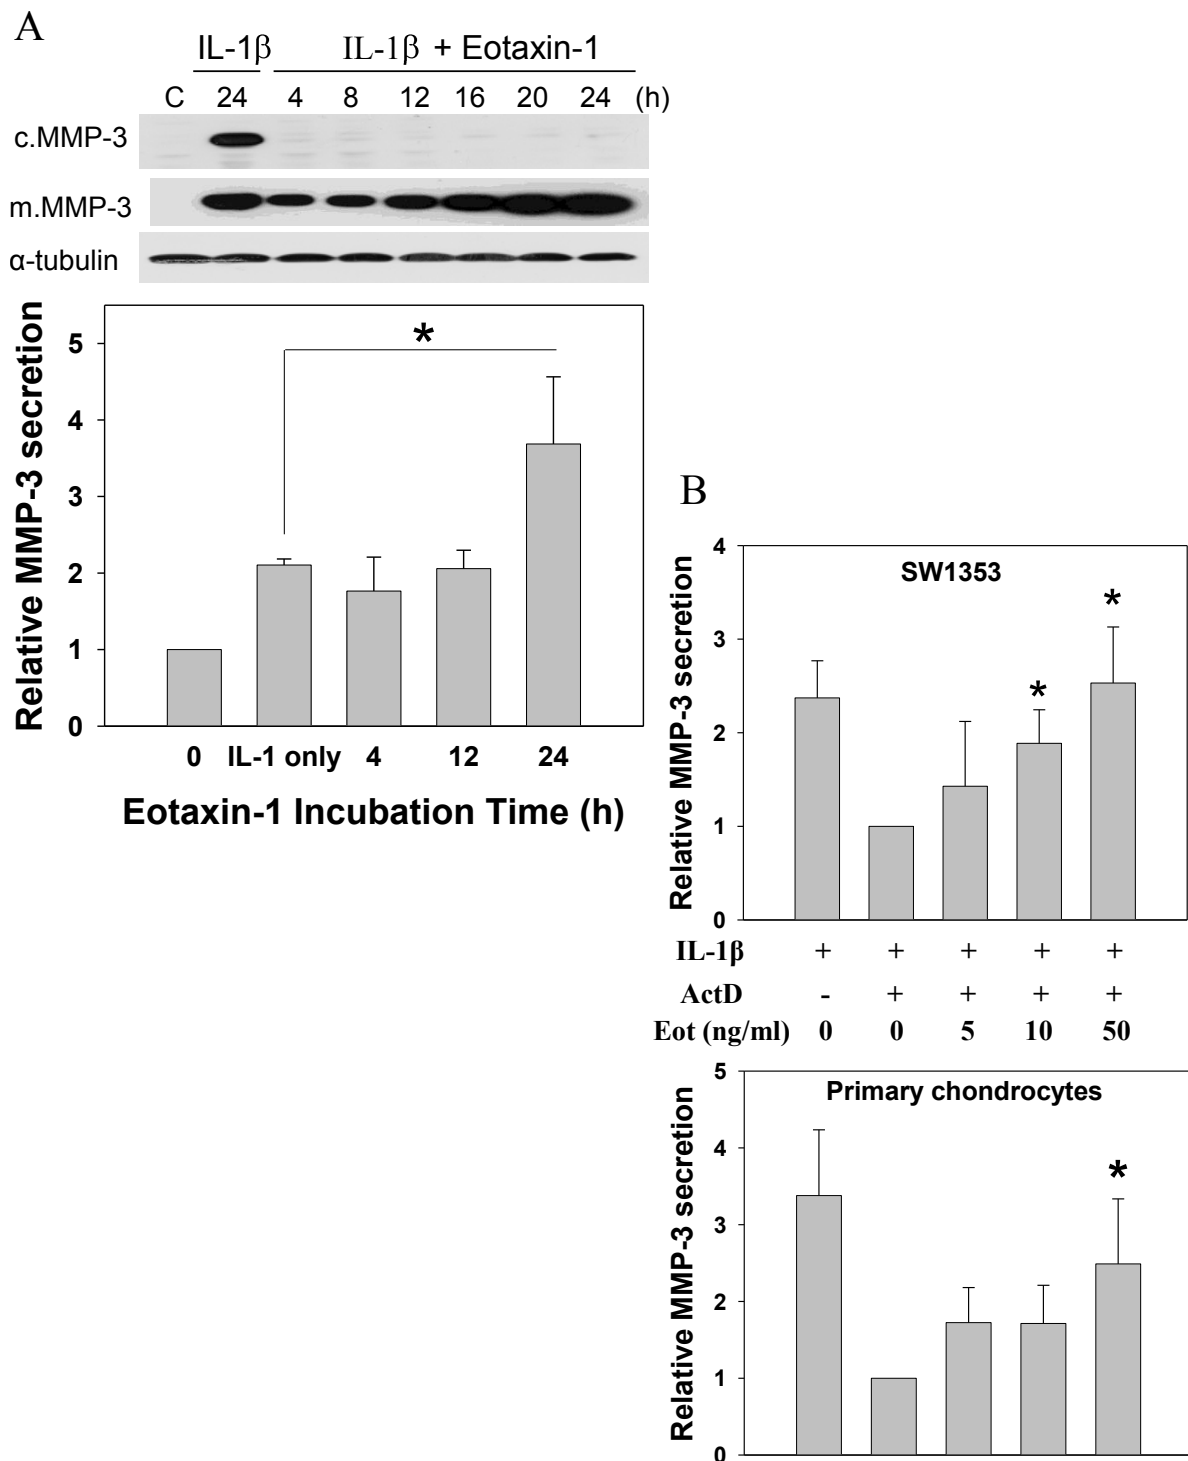 A
IL-1β IL-1β + Eotaxin-1
C 24 4 8 12 16 20 24 (h)
c.MMP-3
m.MMP-3
α-tubulin
Relative MMP-3 secretion
5
4
3
2
1
0
*
0 IL-1 only 4 12 24
Eotaxin-1 Incubation Time (h)
B
SW1353
Relative MMP-3 secretion
4
3
2
1
0
* *
IL-1β + + + + +
ActD - + + + +
Eot (ng/ml) 0 0 5 10 50
Primary chondrocytes
Relative MMP-3 secretion
5
4
3
2
1
0
*